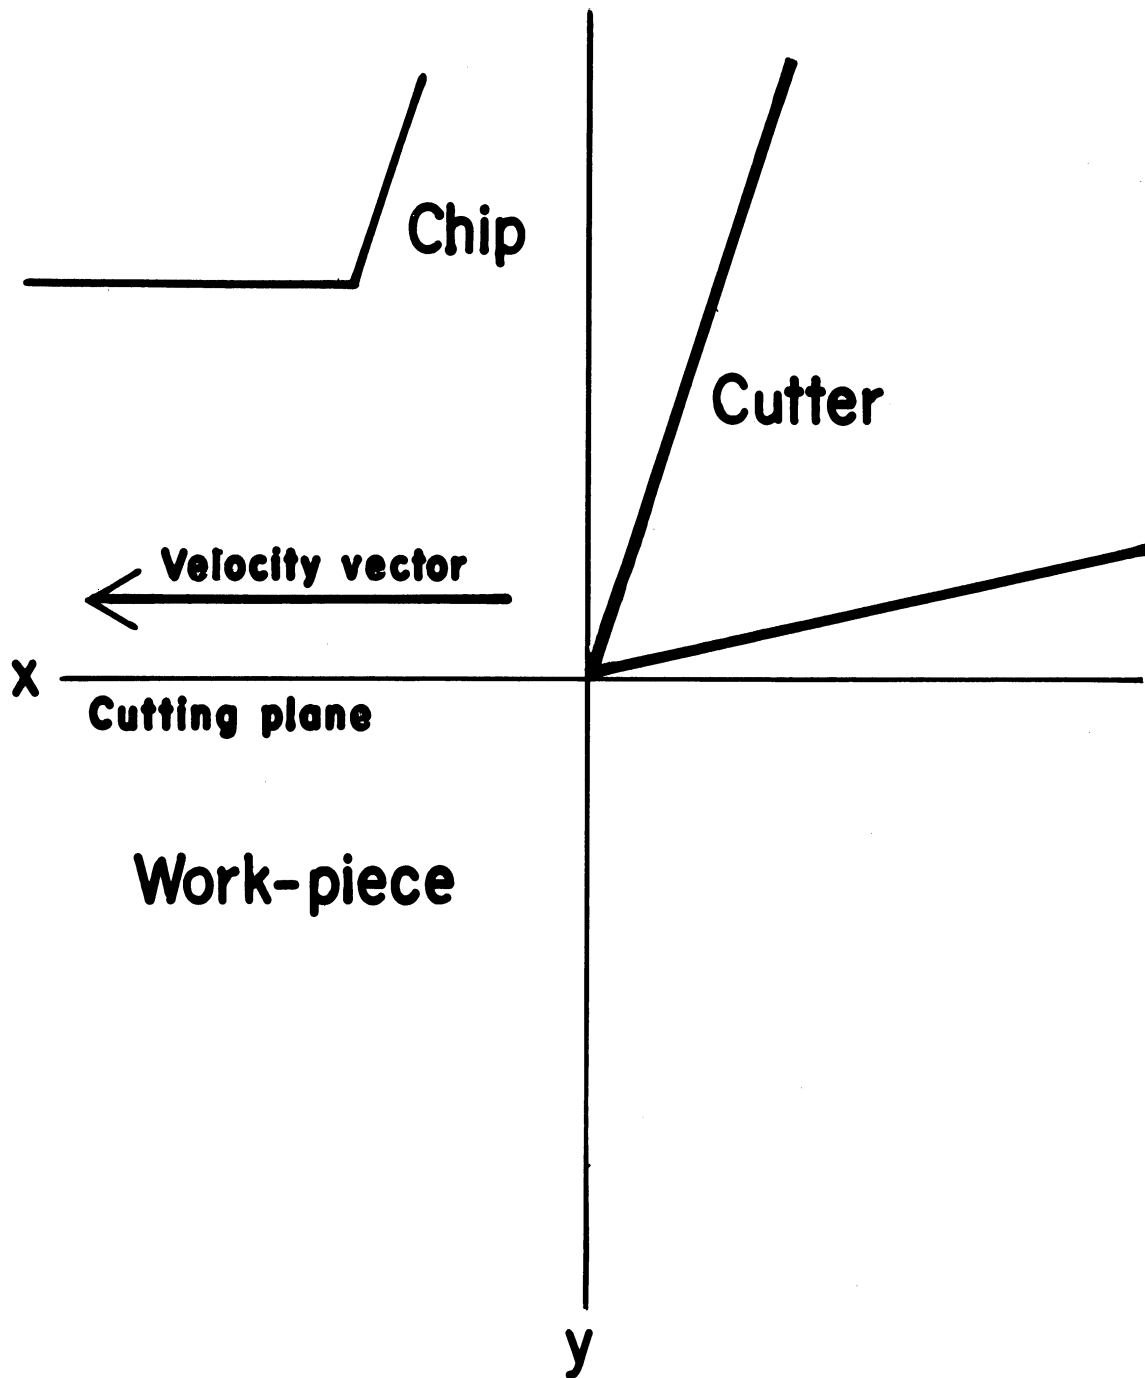 Chip
Cutter
Velocity vector
x
Cutting plane
Work-piece
y